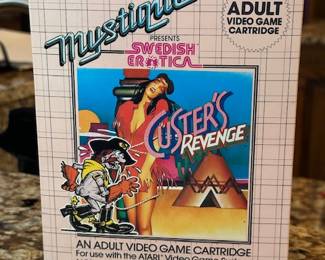 Mystique
PRESENTS
SWEDISH
EROTICA
ADULT
VIDEO GAME
CARTRIDGE
CUSTER'S
REVENGE
AN ADULT VIDEO GAME CARTRIDGE
For use with the ATARI® Video Game